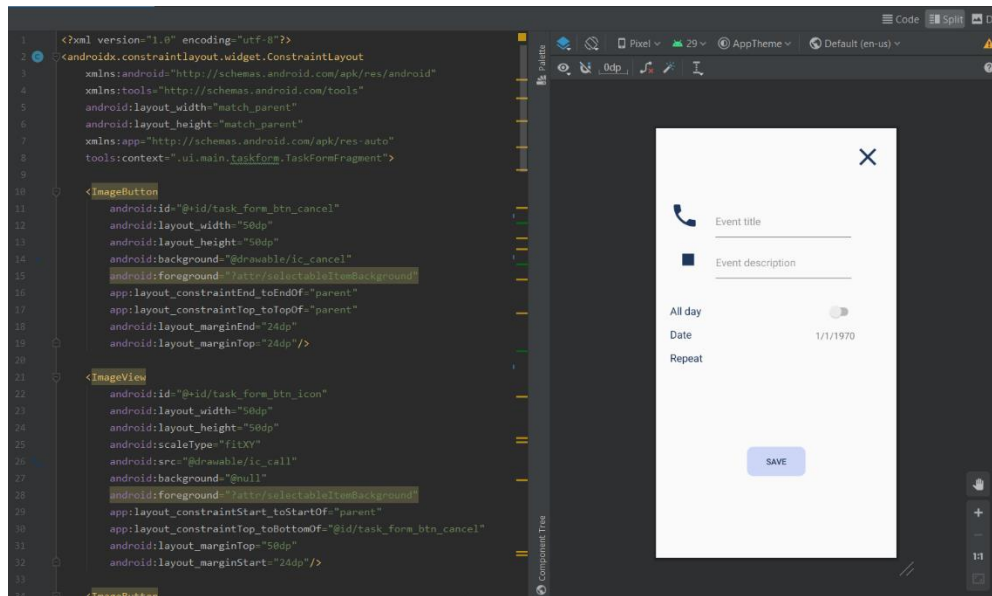 Code Split
Pixel 29 AppTheme Default (en-us)
0dp
Palette
Component Tree
1 <?xml version="1.0" encoding="utf-8"?>
2 <androidx.constraintlayout.widget.ConstraintLayout
3 xmlns:android="http://schemas.android.com/apk/res/android"
4 xmlns:tools="http://schemas.android.com/tools"
5 android:layout_width="match_parent"
6 android:layout_height="match_parent"
7 xmlns:app="http://schemas.android.com/apk/res-auto"
8 tools:context=".ui.main.taskform.TaskFormFragment">
9
10 <ImageButton
11 android:id="@+id/task_form_btn_cancel"
12 android:layout_width="50dp"
13 android:layout_height="50dp"
14 android:background="@drawable/ic_cancel"
15 android:foreground="?attr/selectableItemBackground"
16 app:layout_constraintEnd_toEndOf="parent"
17 app:layout_constraintTop_toTopOf="parent"
18 android:layout_marginEnd="24dp"
19 android:layout_marginTop="24dp"/>
20
21 <ImageView
22 android:id="@+id/task_form_btn_icon"
23 android:layout_width="50dp"
24 android:layout_height="50dp"
25 android:scaleType="fitXY"
26 android:src="@drawable/ic_call"
27 android:background="@null"
28 android:foreground="?attr/selectableItemBackground"
29 app:layout_constraintStart_toStartOf="parent"
30 app:layout_constraintTop_toBottomOf="@id/task_form_btn_cancel"
31 android:layout_marginTop="50dp"
32 android:layout_marginStart="24dp"/>
33
<ImageButton
Event title
Event description
All day
Date 1/1/1970
Repeat
SAVE
1:1